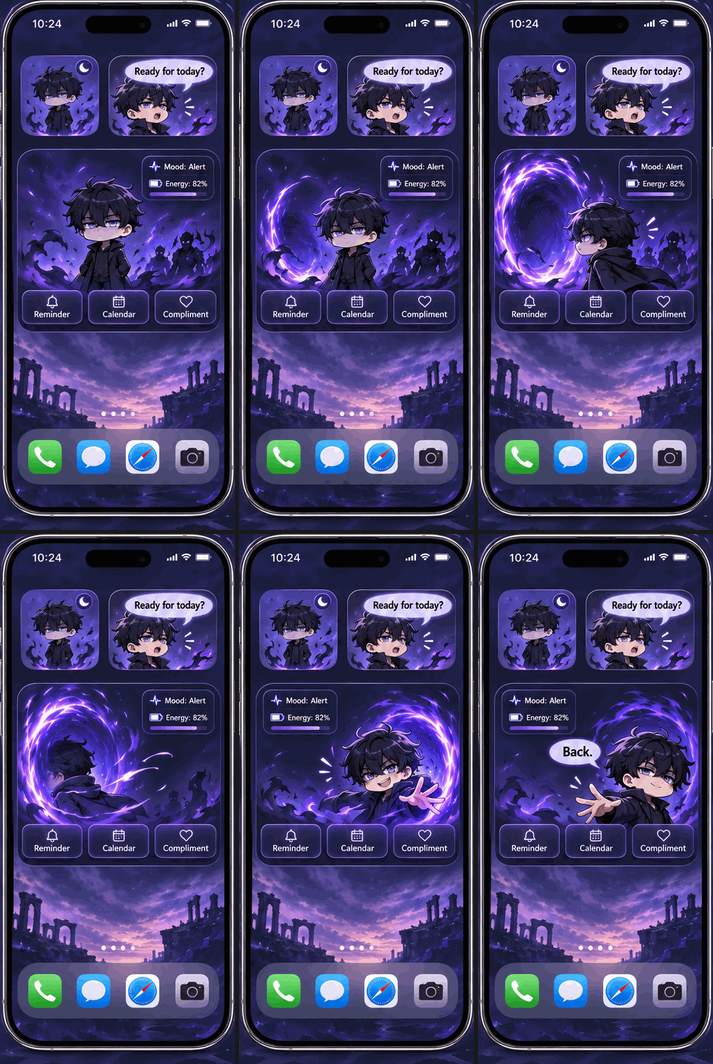 10:24
Ready for today?
Mood: Alert
Energy: 82%
Reminder
Calendar
Compliment
10:24
Ready for today?
Mood: Alert
Energy: 82%
Reminder
Calendar
Compliment
10:24
Ready for today?
Mood: Alert
Energy: 82%
Reminder
Calendar
Compliment
10:24
Ready for today?
Mood: Alert
Energy: 82%
Reminder
Calendar
Compliment
10:24
Ready for today?
Mood: Alert
Energy: 82%
Reminder
Calendar
Compliment
10:24
Ready for today?
Mood: Alert
Energy: 82%
Back.
Reminder
Calendar
Compliment